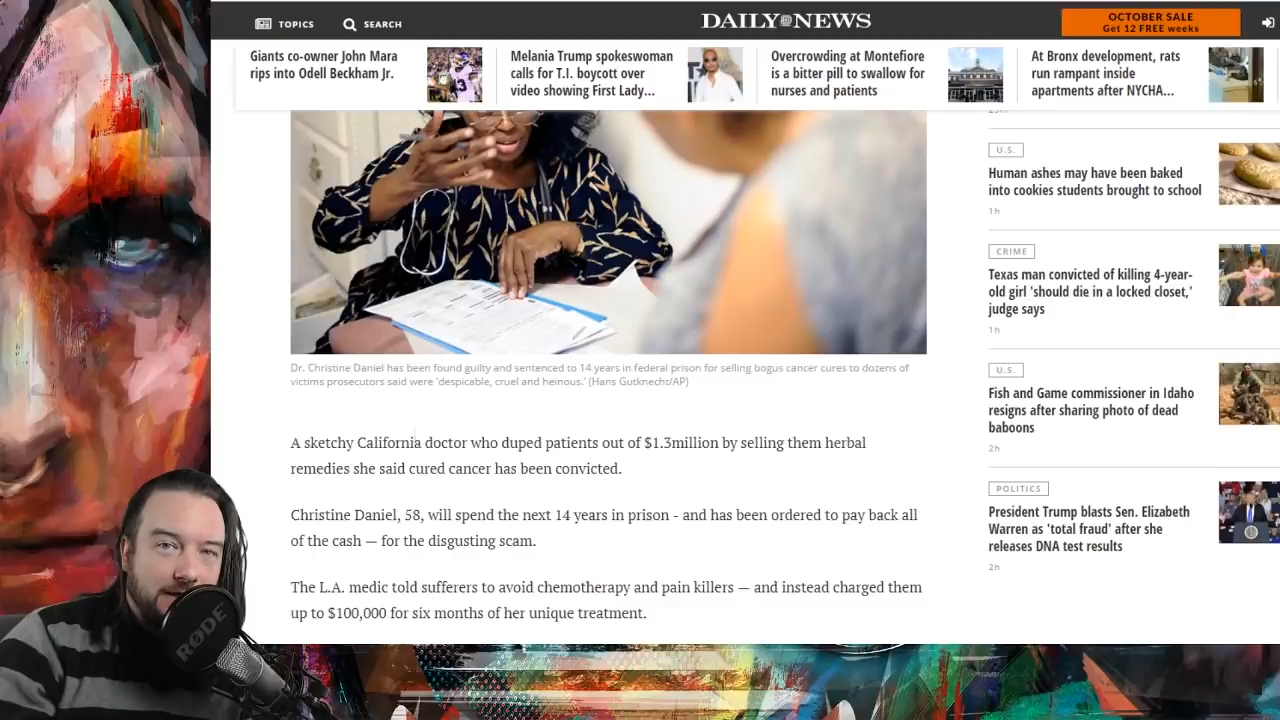 TOPICS
SEARCH
DAILY NEWS
OCTOBER SALE
Get 12 FREE weeks
Giants co-owner John Mara
rips into Odell Beckham Jr.
Melania Trump spokeswoman
calls for T.I. boycott over
video showing First Lady...
Overcrowding at Montefiore
is a bitter pill to swallow for
nurses and patients
At Bronx development, rats
run rampant inside
apartments after NYCHA...
Dr. Christine Daniel has been found guilty and sentenced to 14 years in federal prison for selling bogus cancer cures to dozens of
victims prosecutors said were 'despicable, cruel and heinous.' (Hans Gutknecht/AP)
A sketchy California doctor who duped patients out of $1.3million by selling them herbal
remedies she said cured cancer has been convicted.
Christine Daniel, 58, will spend the next 14 years in prison - and has been ordered to pay back all
of the cash — for the disgusting scam.
The L.A. medic told sufferers to avoid chemotherapy and pain killers — and instead charged them
up to $100,000 for six months of her unique treatment.
U.S.
Human ashes may have been baked
into cookies students brought to school
1h
CRIME
Texas man convicted of killing 4-year-
old girl 'should die in a locked closet,'
judge says
1h
U.S.
Fish and Game commissioner in Idaho
resigns after sharing photo of dead
baboons
2h
POLITICS
President Trump blasts Sen. Elizabeth
Warren as 'total fraud' after she
releases DNA test results
2h
RØDE